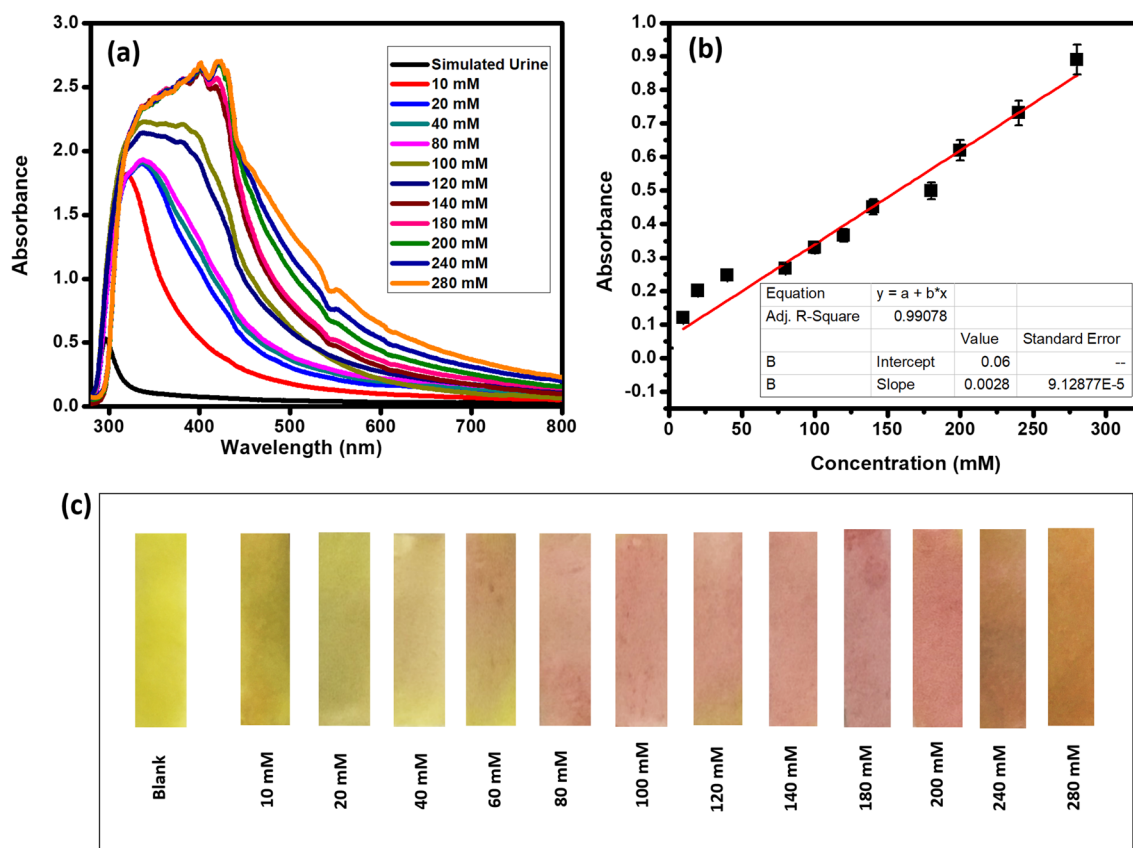 (a)
3.0
2.5
2.0
1.5
1.0
0.5
0.0
Absorbance
300 400 500 600 700 800
Wavelength (nm)
Simulated Urine
10 mM
20 mM
40 mM
80 mM
100 mM
120 mM
140 mM
180 mM
200 mM
240 mM
280 mM
(b)
1.0
0.9
0.8
0.7
0.6
0.5
0.4
0.3
0.2
0.1
0.0
-0.1
Absorbance
0 50 100 150 200 250 300
Concentration (mM)
Equation y = a + b*x
Adj. R-Square 0.99078
Value Standard Error
B Intercept 0.06 --
B Slope 0.0028 9.12877E-5
(c)
Blank
10 mM
20 mM
40 mM
60 mM
80 mM
100 mM
120 mM
140 mM
180 mM
200 mM
240 mM
280 mM